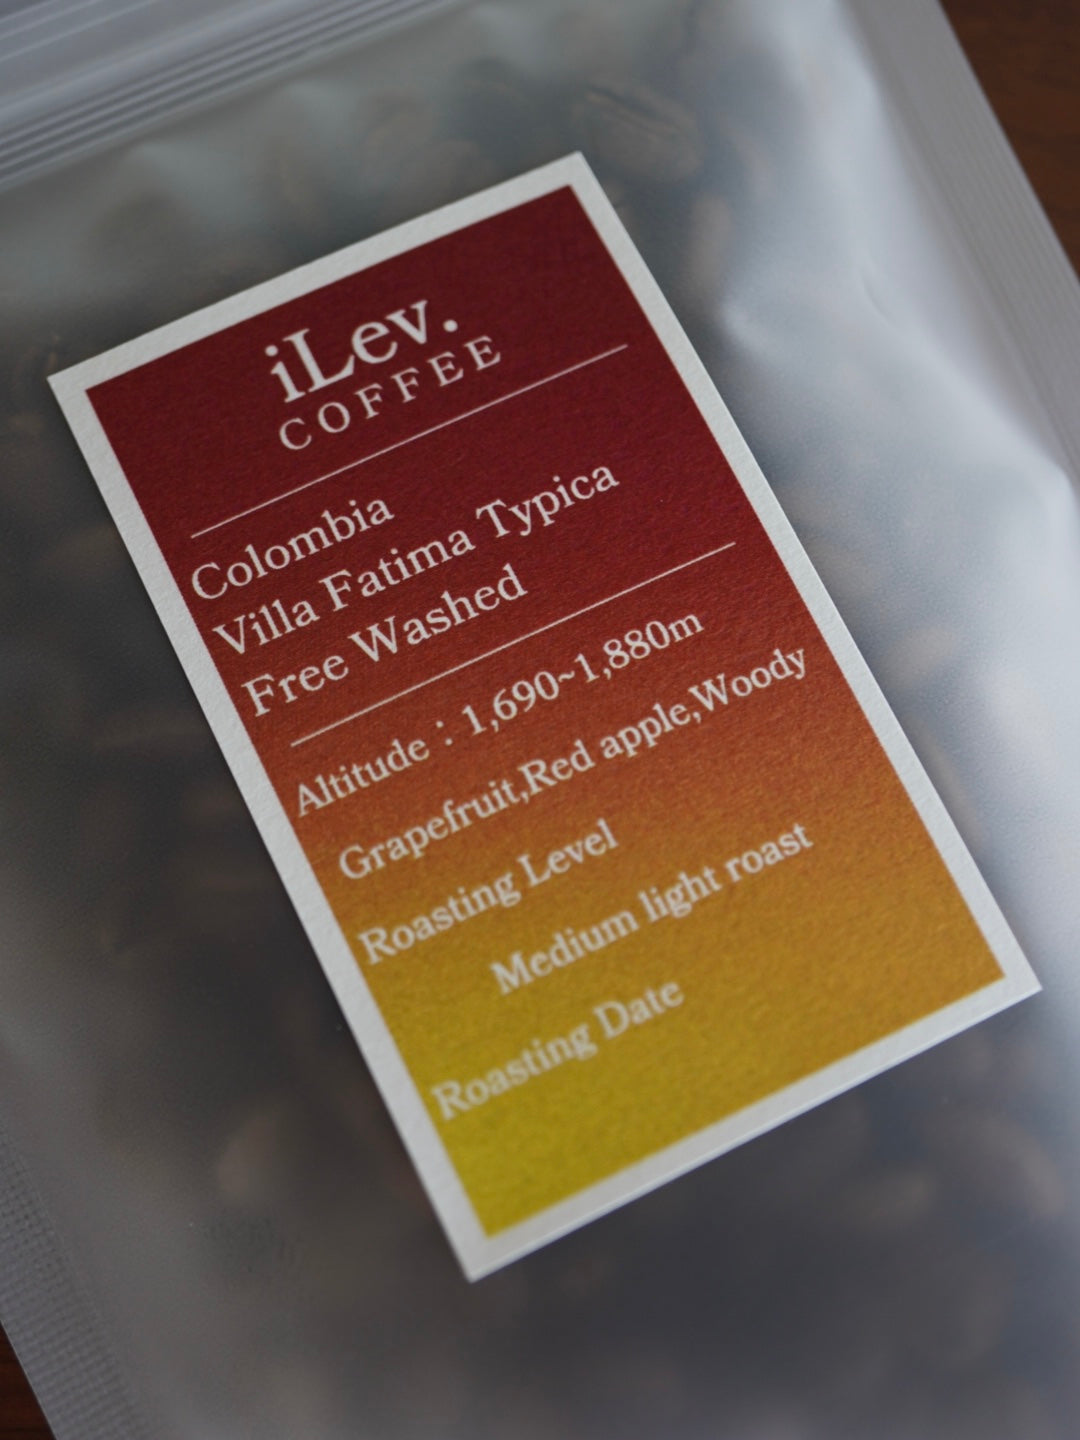 iLev.
COFFEE
Colombia
Villa Fatima Typica
Free Washed
Altitude : 1,690~1,880m
Grapefruit,Red apple,Woody
Roasting Level
Medium light roast
Roasting Date